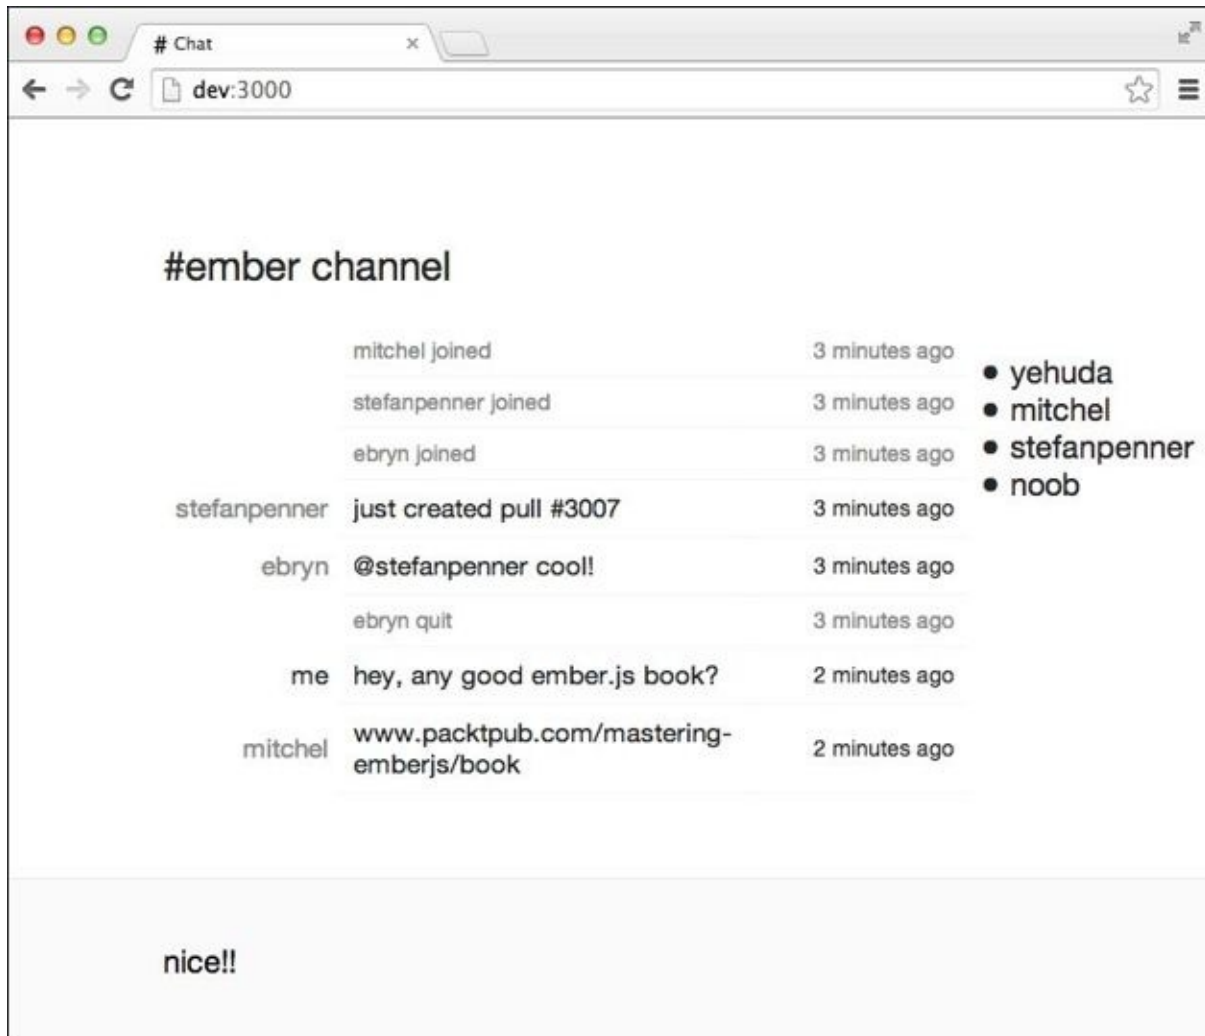 # Chat
dev:3000
#ember channel
mitchel joined 3 minutes ago
stefanpenner joined 3 minutes ago
ebryn joined 3 minutes ago
stefanpenner just created pull #3007 3 minutes ago
ebryn @stefanpenner cool! 3 minutes ago
ebryn quit 3 minutes ago
me hey, any good ember.js book? 2 minutes ago
mitchel www.packtpub.com/mastering-
emberjs/book 2 minutes ago
• yehuda
• mitchel
• stefanpenner
• noob
nice!!